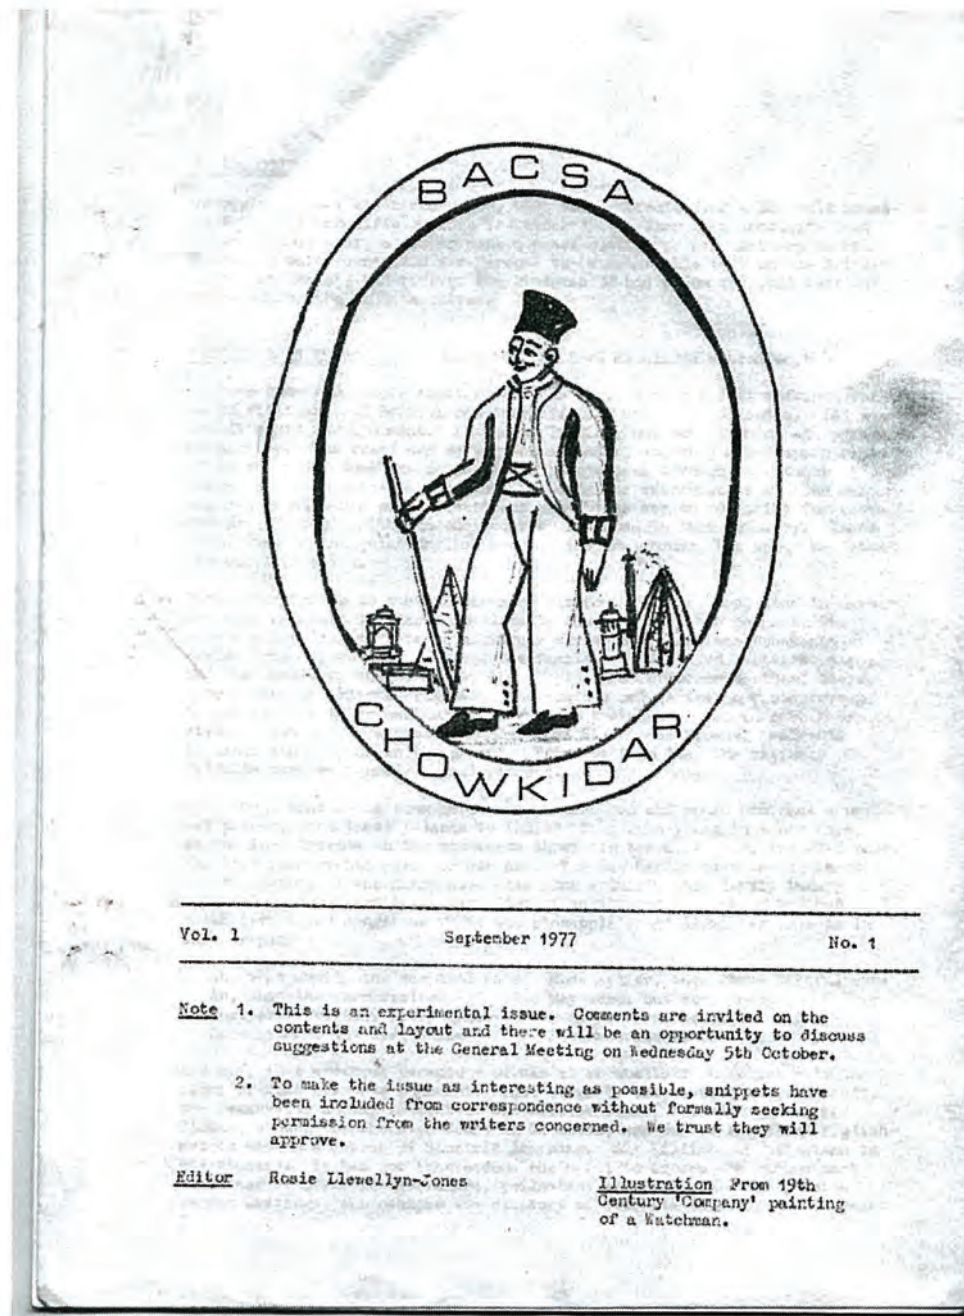 BACSA
CHOWKIDAR
Vol. 1 September 1977 No. 1
Note 1. This is an experimental issue. Comments are invited on the
contents and layout and there will be an opportunity to discuss
suggestions at the General Meeting on Wednesday 5th October.
2. To make the issue as interesting as possible, snippets have
been included from correspondence without formally seeking
permission from the writers concerned. We trust they will
approve.
Editor Rosie Llewellyn-Jones
Illustration From 19th
Century 'Company' painting
of a Watchman.